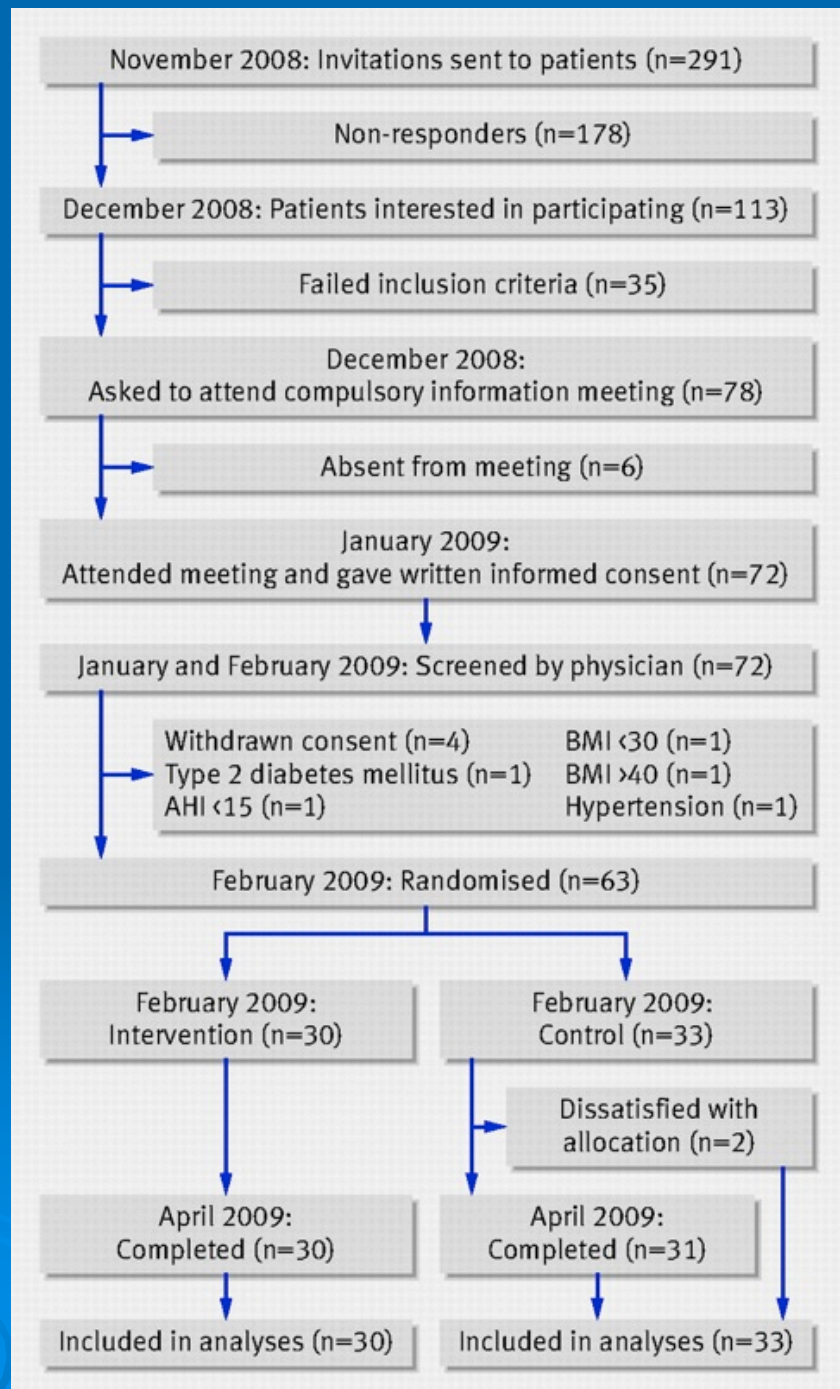 November 2008: Invitations sent to patients (n=291)
Non-responders (n=178)
December 2008: Patients interested in participating (n=113)
Failed inclusion criteria (n=35)
December 2008:
Asked to attend compulsory information meeting (n=78)
Absent from meeting (n=6)
January 2009:
Attended meeting and gave written informed consent (n=72)
January and February 2009: Screened by physician (n=72)
Withdrawn consent (n=4)
Type 2 diabetes mellitus (n=1)
AHI <15 (n=1)
BMI <30 (n=1)
BMI >40 (n=1)
Hypertension (n=1)
February 2009: Randomised (n=63)
February 2009:
Intervention (n=30)
February 2009:
Control (n=33)
Dissatisfied with
allocation (n=2)
April 2009:
Completed (n=30)
April 2009:
Completed (n=31)
Included in analyses (n=30)
Included in analyses (n=33)